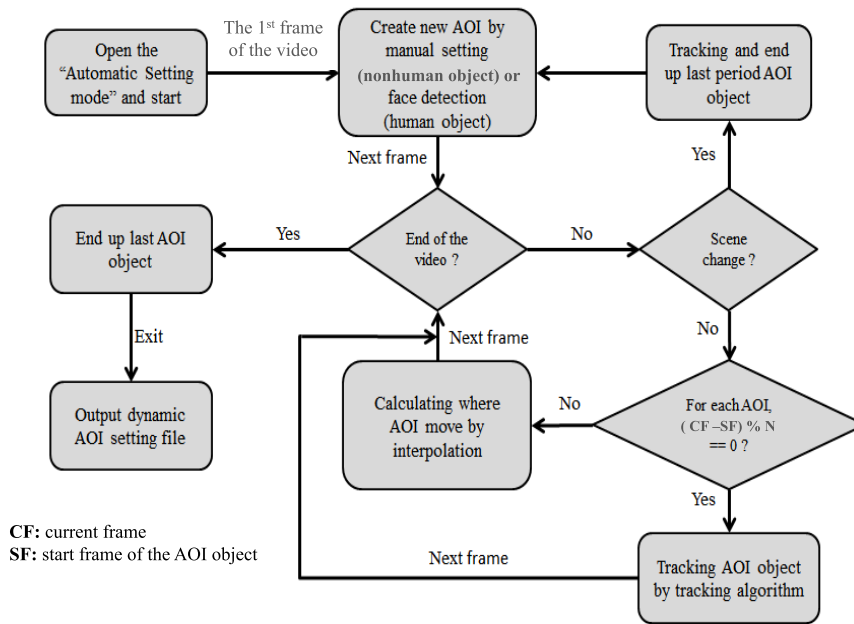 Open the
“Automatic Setting
mode” and start
The 1st frame
of the video
Create new AOI by
manual setting
(nonhuman object) or
face detection
(human object)
Tracking and end
up last period AOI
object
Next frame
Yes
End up last AOI
object
Yes
End of the
video ?
No
Scene
change ?
Exit
Next frame
No
Output dynamic
AOI setting file
Calculating where
AOI move by
interpolation
No
For each AOI,
( CF –SF) % N
== 0 ?
Yes
CF: current frame
SF: start frame of the AOI object
Next frame
Tracking AOI object
by tracking algorithm